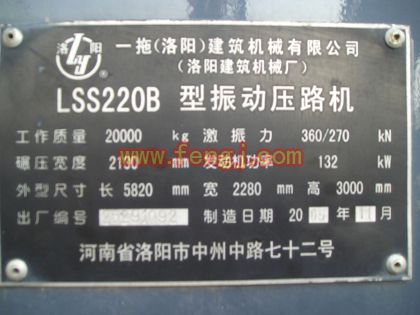 洛 阳
LY
一拖(洛阳)建筑机械有限公司
(洛阳建筑机械厂)
LSS220B 型振动压路机
工作质量 20000 kg 激振力 360/270 kN
碾压宽度 2130 mm 发动机功率 132 kW
外型尺寸 长 5820 mm 宽 2280 mm 高 3000 mm
出厂编号 制造日期 20 年 11 月
河南省洛阳市中州中路七十二号
www.fengj.com